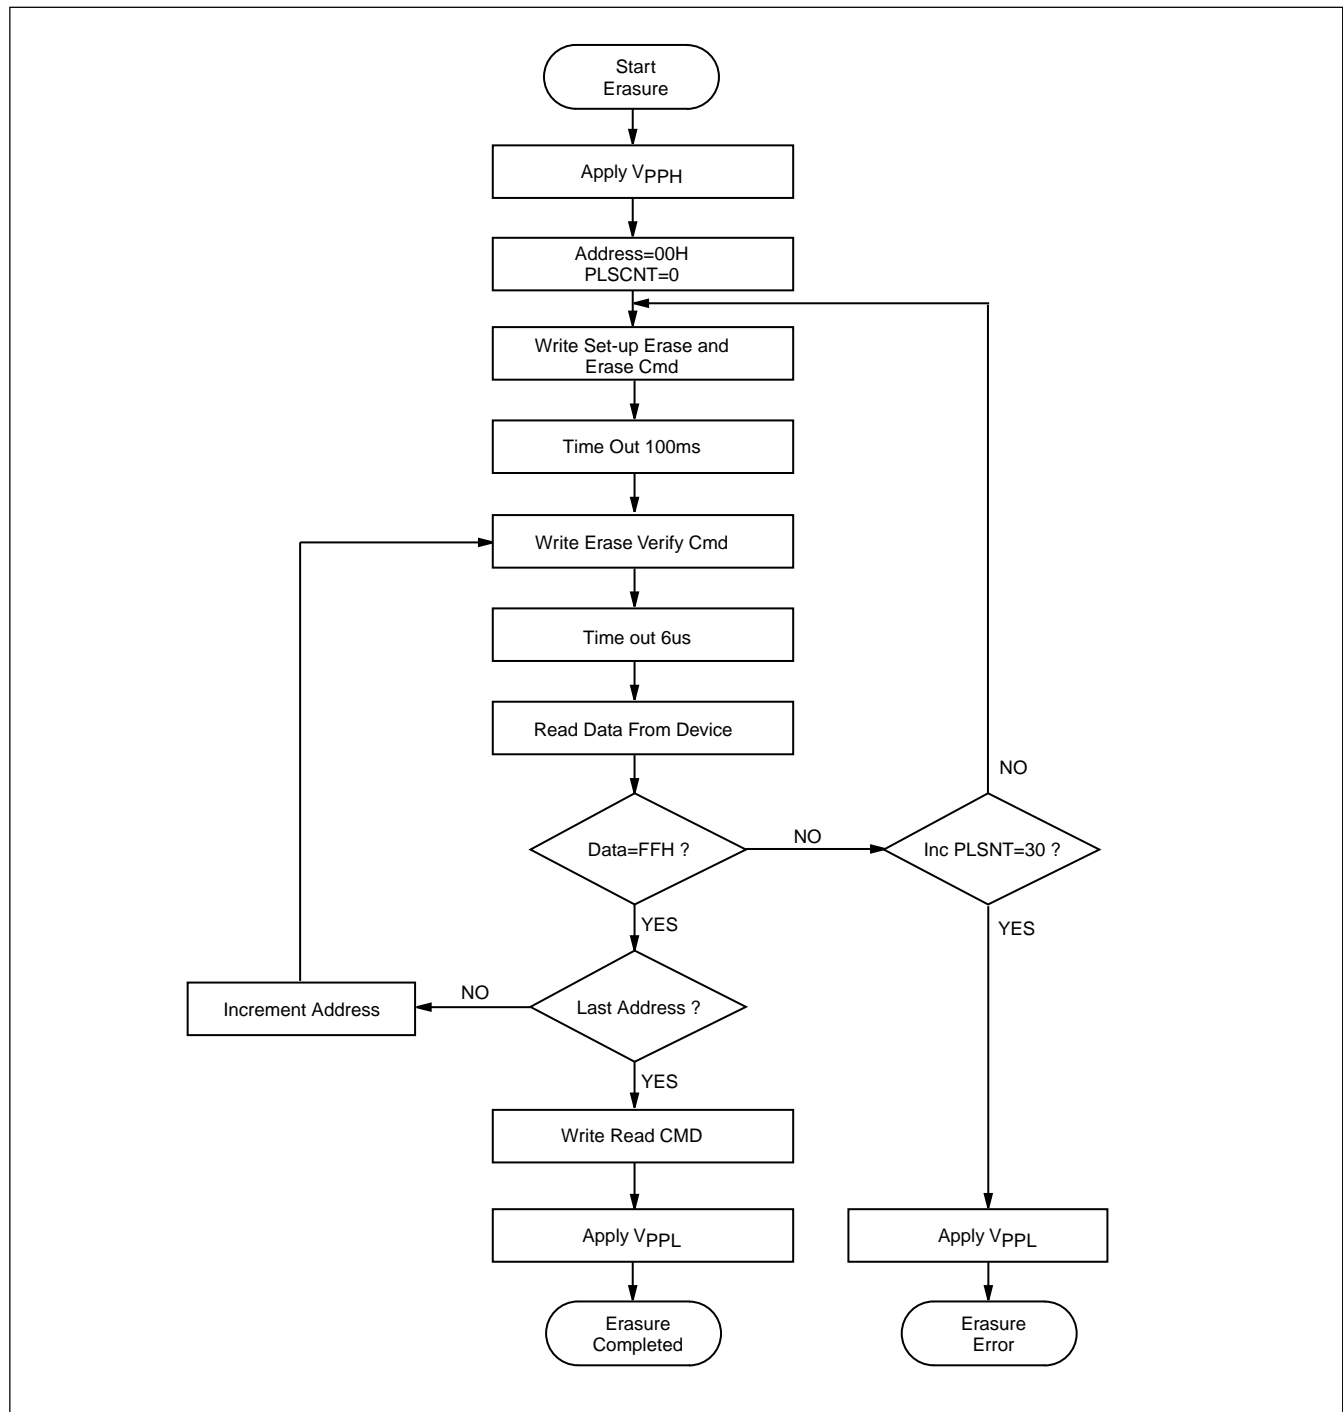 Start
Erasure
Apply VPPH
Address=00H
PLSCNT=0
Write Set-up Erase and
Erase Cmd
Time Out 100ms
Write Erase Verify Cmd
Time out 6us
Read Data From Device
NO
Data=FFH ?
NO
Inc PLSNT=30 ?
YES
YES
Increment Address
NO
Last Address ?
YES
Write Read CMD
Apply VPPL
Apply VPPL
Erasure
Completed
Erasure
Error